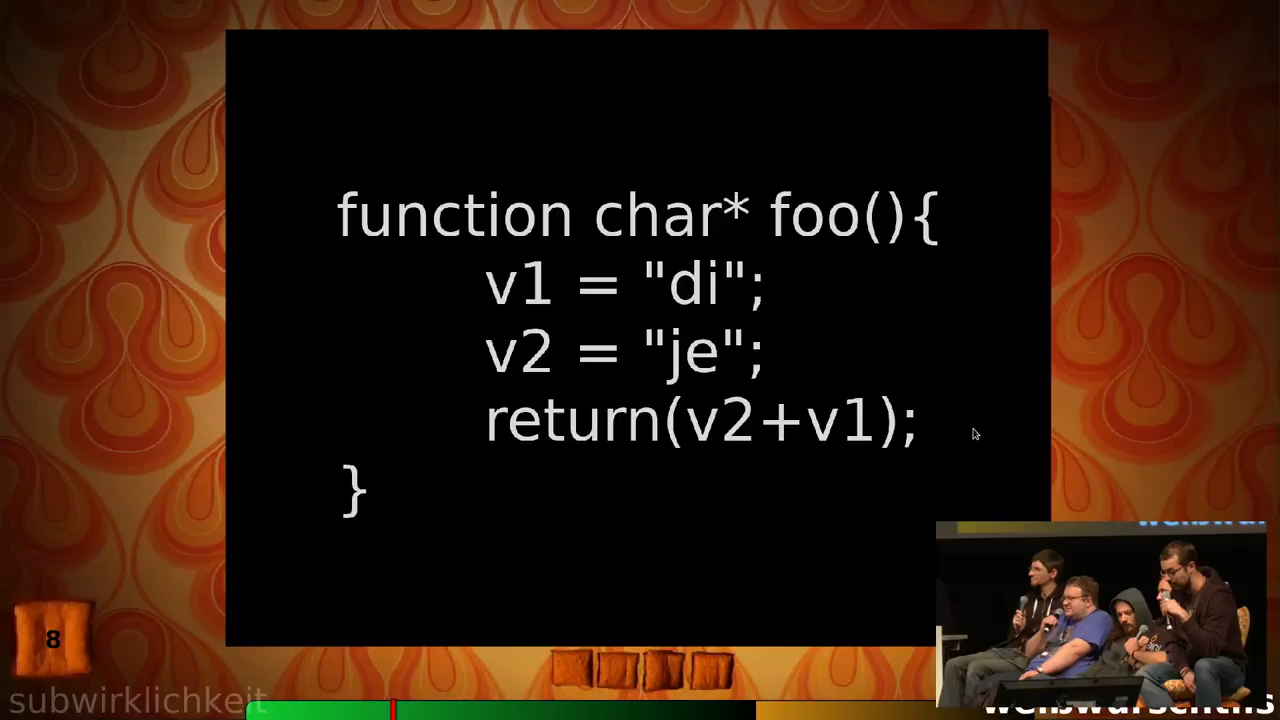 function char* foo(){
v1 = "di";
v2 = "je";
return(v2+v1);
}
8
subwirklichkeit